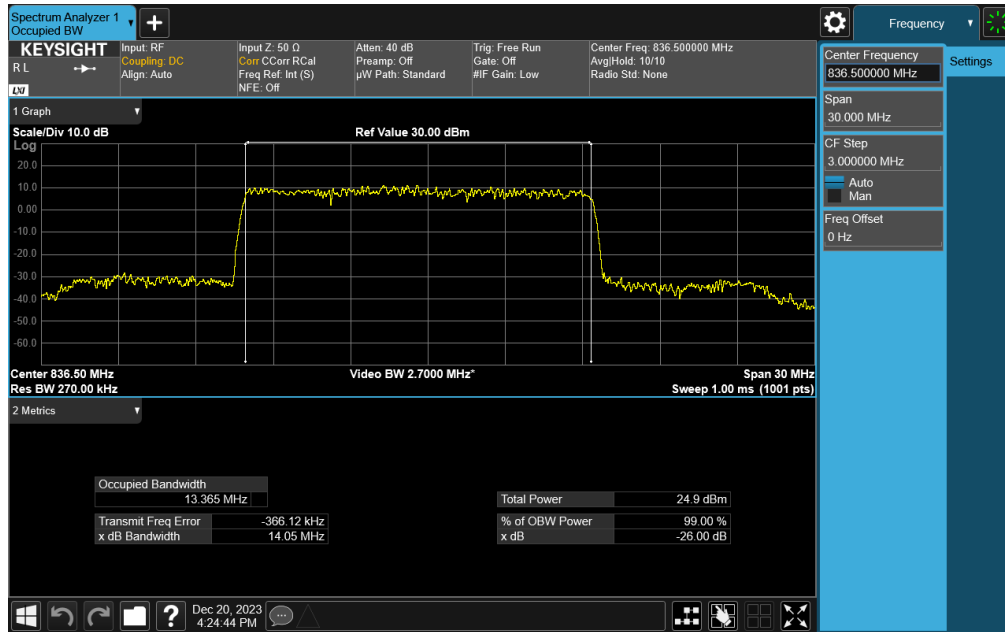 Spectrum Analyzer 1
Occupied BW
Frequency
KEYSIGHT
R L
LXI
Input: RF
Coupling: DC
Align: Auto
Input Z: 50 Ω
Corr CCorr RCal
Freq Ref: Int (S)
NFE: Off
Atten: 40 dB
Preamp: Off
µW Path: Standard
Trig: Free Run
Gate: Off
#IF Gain: Low
Center Freq: 836.500000 MHz
Avg|Hold: 10/10
Radio Std: None
Center Frequency
836.500000 MHz
Settings
Span
30.000 MHz
CF Step
3.000000 MHz
Auto
Man
Freq Offset
0 Hz
1 Graph
Scale/Div 10.0 dB
Ref Value 30.00 dBm
Log
20.0
10.0
0.00
-10.0
-20.0
-30.0
-40.0
-50.0
-60.0
Center 836.50 MHz
Video BW 2.7000 MHz*
Span 30 MHz
Res BW 270.00 kHz
Sweep 1.00 ms (1001 pts)
2 Metrics
Occupied Bandwidth
13.365 MHz
Total Power 24.9 dBm
Transmit Freq Error -366.12 kHz
% of OBW Power 99.00 %
x dB Bandwidth 14.05 MHz
x dB -26.00 dB
?
Dec 20, 2023
4:24:44 PM